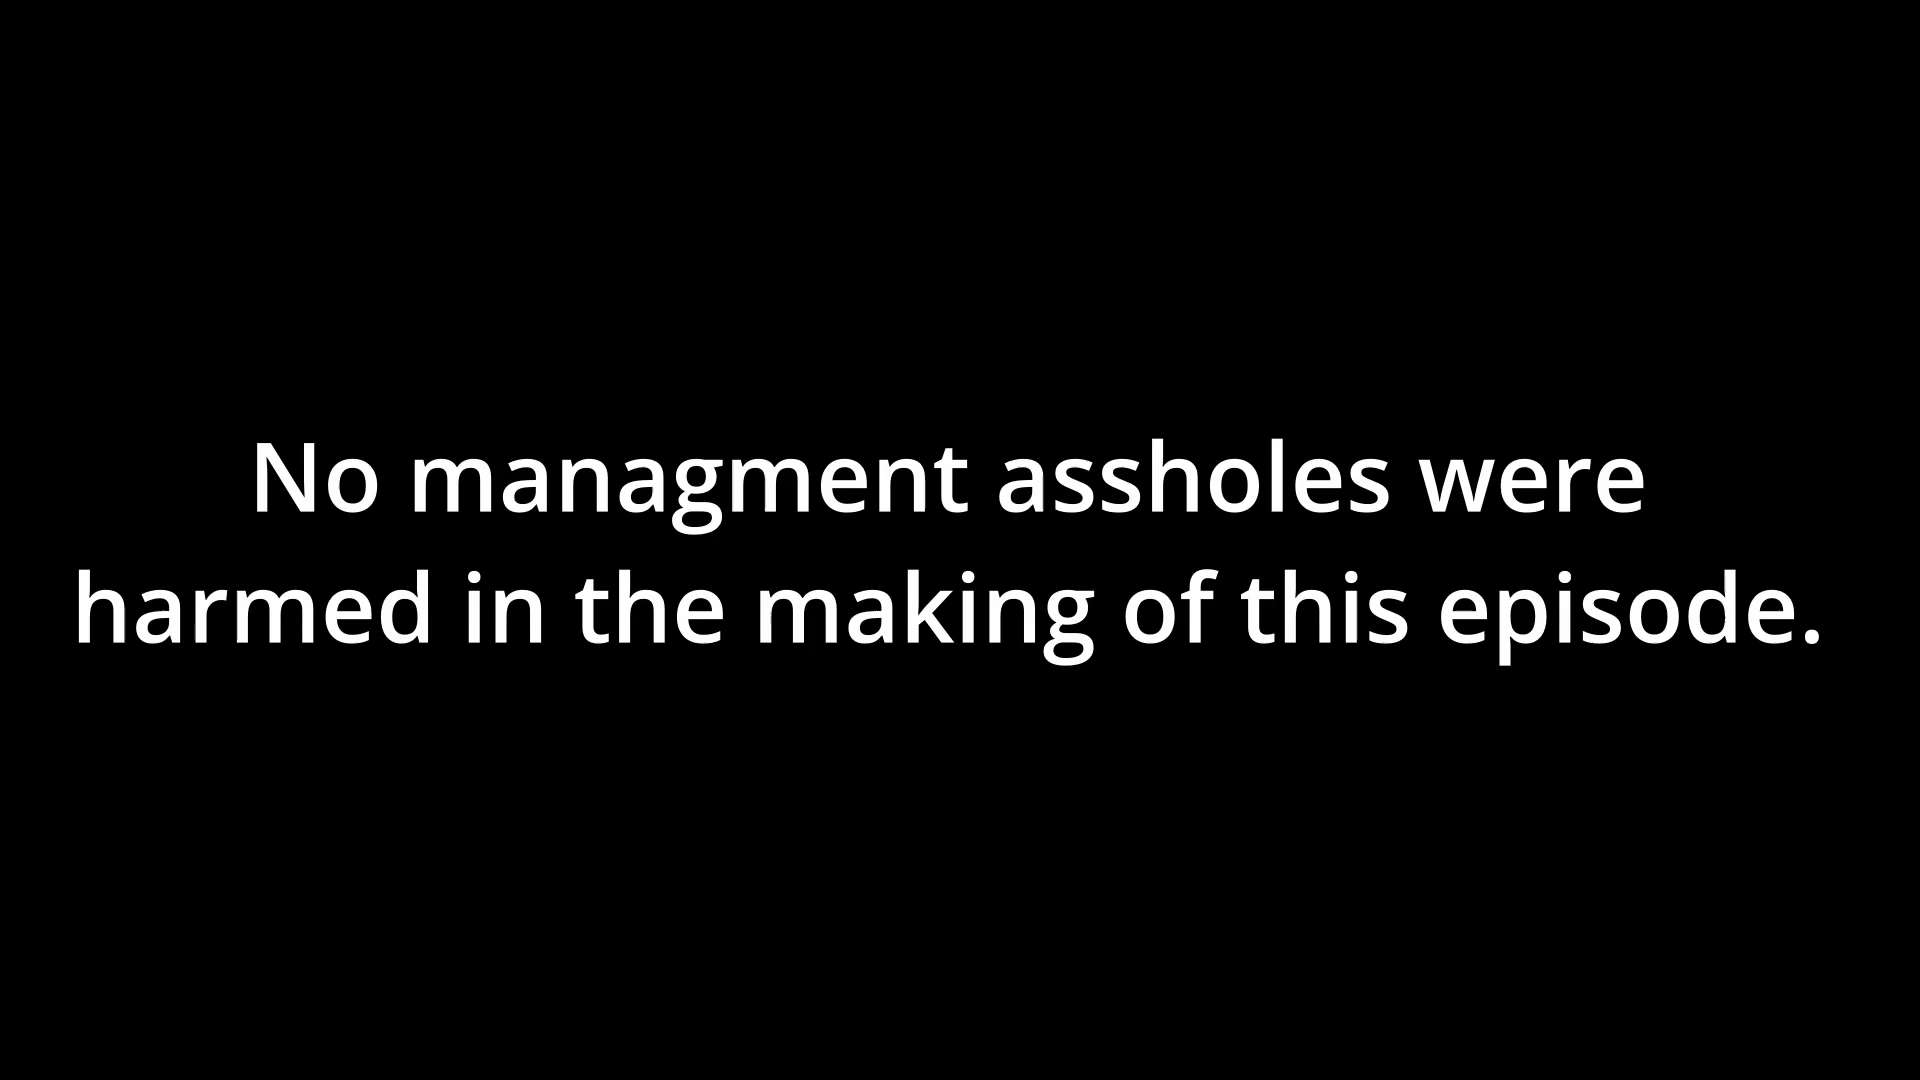 No managment assholes were
harmed in the making of this episode.